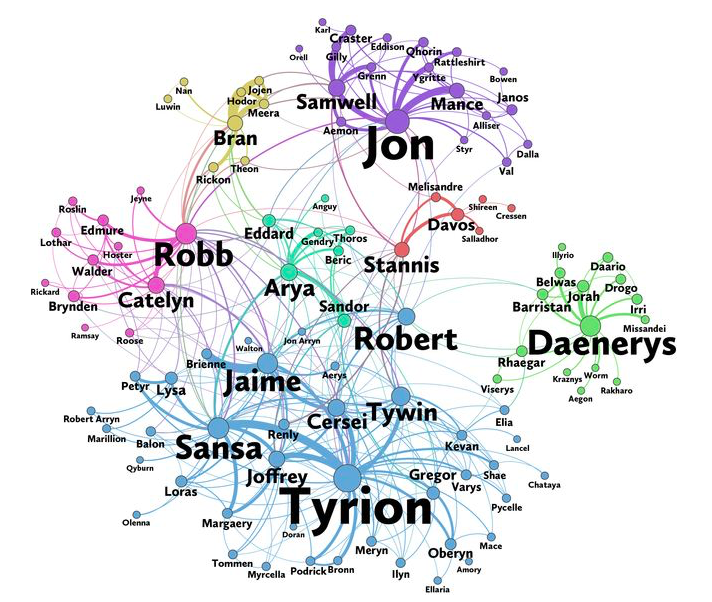 Karl
Craster
Eddison
Qhorin
Orell
Gilly
Rattleshirt
Grenn
Ygritte
Bowen
Nan
Jojen
Hodor
Samwell
Mance
Janos
Luwin
Meera
Aemon
Alliser
Bran
Jon
Styr
Dalla
Theon
Val
Rickon
Melisandre
Jeyne
Anguy
Shireen
Roslin
Cressen
Edmure
Eddard
Davos
Lothar
Gendry
Thoros
Salladhor
Hoster
Robb
Beric
Illyrio
Walder
Stannis
Daario
Arya
Belwas
Rickard
Catelyn
Jorah
Drogo
Brynden
Sandor
Barristan
Irri
Missandei
Ramsay
Roose
Jon Arryn
Robert
Daenerys
Walton
Brienne
Rhaegar
Aerys
Kraznys
Worm
Petyr
Lysa
Jaime
Viserys
Rakharo
Aegon
Robert Arryn
Cersei
Tywin
Elia
Marillion
Renly
Balon
Sansa
Kevan
Lancel
Qyburn
Joffrey
Gregor
Shae
Varys
Chataya
Loras
Tyrion
Pycelle
Olenna
Margaery
Doran
Mace
Meryn
Oberyn
Tommen
Amory
Myrcella
Podrick
Bronn
Ilyn
Ellaria